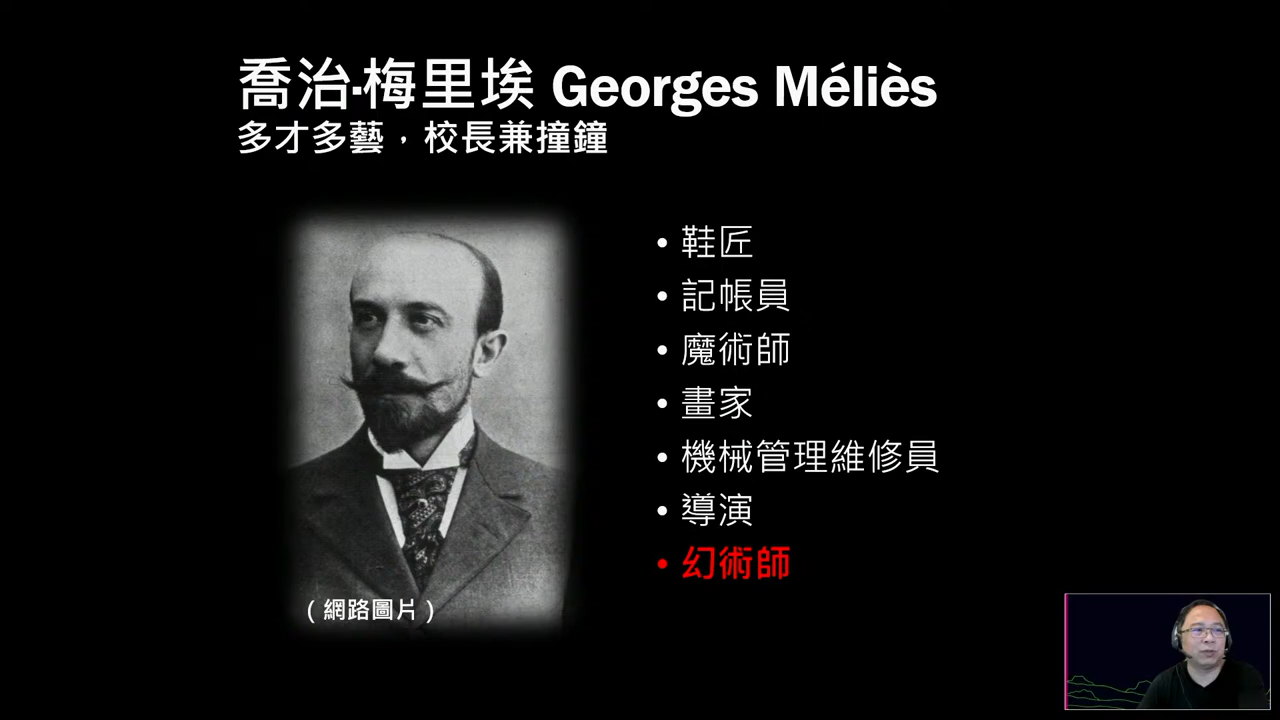 喬治·梅里埃 Georges Méliès
多才多藝，校長兼撞鐘
• 鞋匠
• 記帳員
• 魔術師
• 畫家
• 機械管理維修員
• 導演
• 幻術師
（網路圖片）